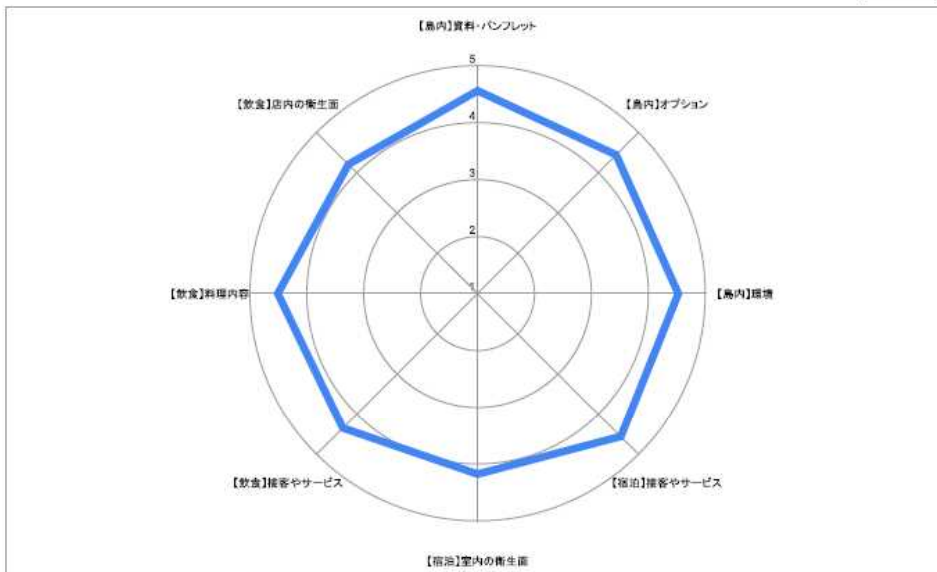 【島内】資料・パンフレット
5
【飲食】店内の衛生面
【島内】オプション
4
3
2
【飲食】料理内容
1
【島内】環境
【飲食】接客やサービス
【宿泊】接客やサービス
【宿泊】室内の衛生面